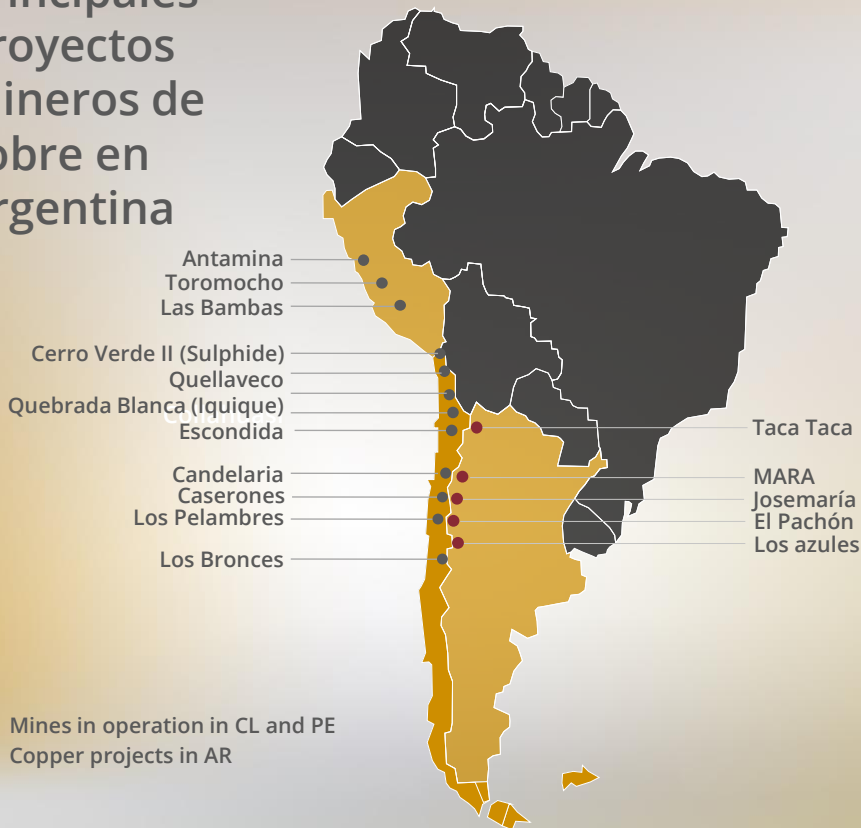 incipales
royectos
ineros de
obre en
rgentina
Antamina
Toromocho
Las Bambas
Cerro Verde II (Sulphide)
Quellaveco
Quebrada Blanca (Iquique)
Escondida
Candelaria
Caserones
Los Pelambres
Los Bronces
Taca Taca
MARA
Josemaría
El Pachón
Los azules
Mines in operation in CL and PE
Copper projects in AR